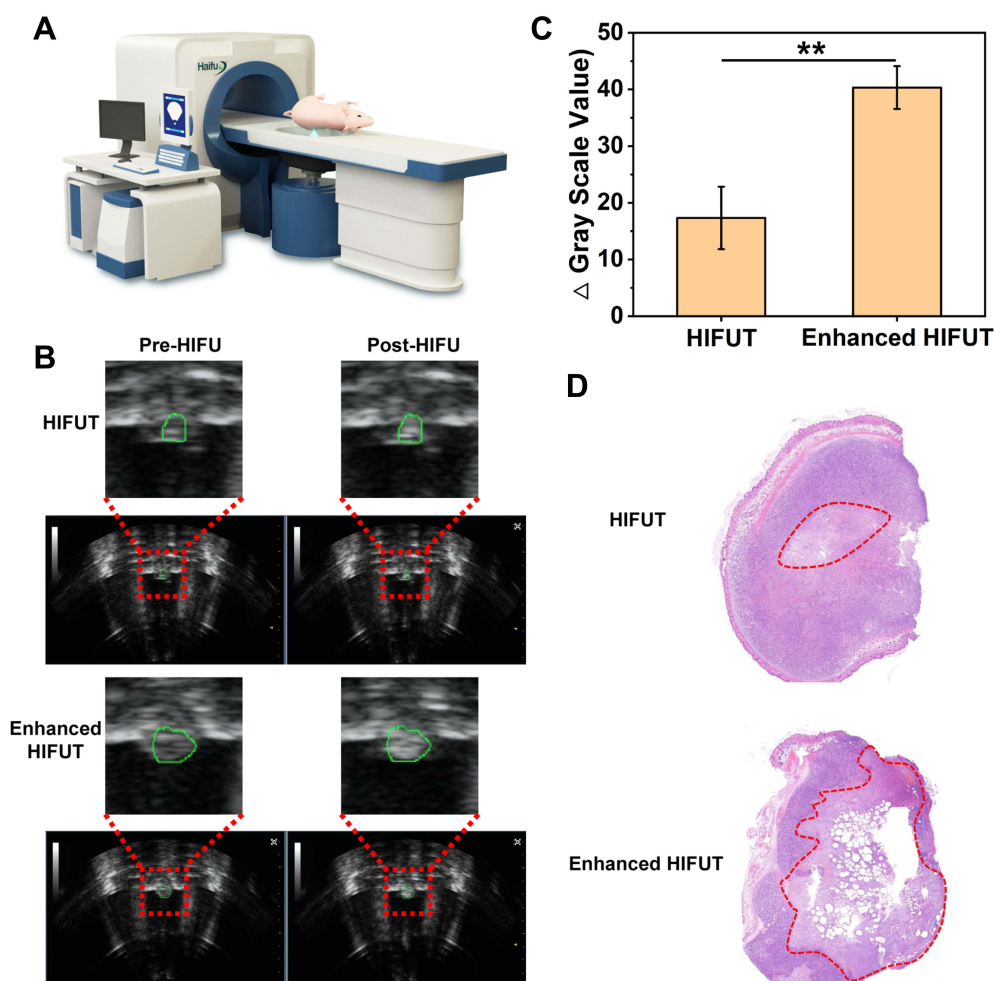 A
Haifu
B
Pre-HIFU
Post-HIFU
HIFUT
Enhanced
HIFUT
C
△ Gray Scale Value)
50
40
30
20
10
0
**
HIFUT
Enhanced HIFUT
D
HIFUT
Enhanced HIFUT